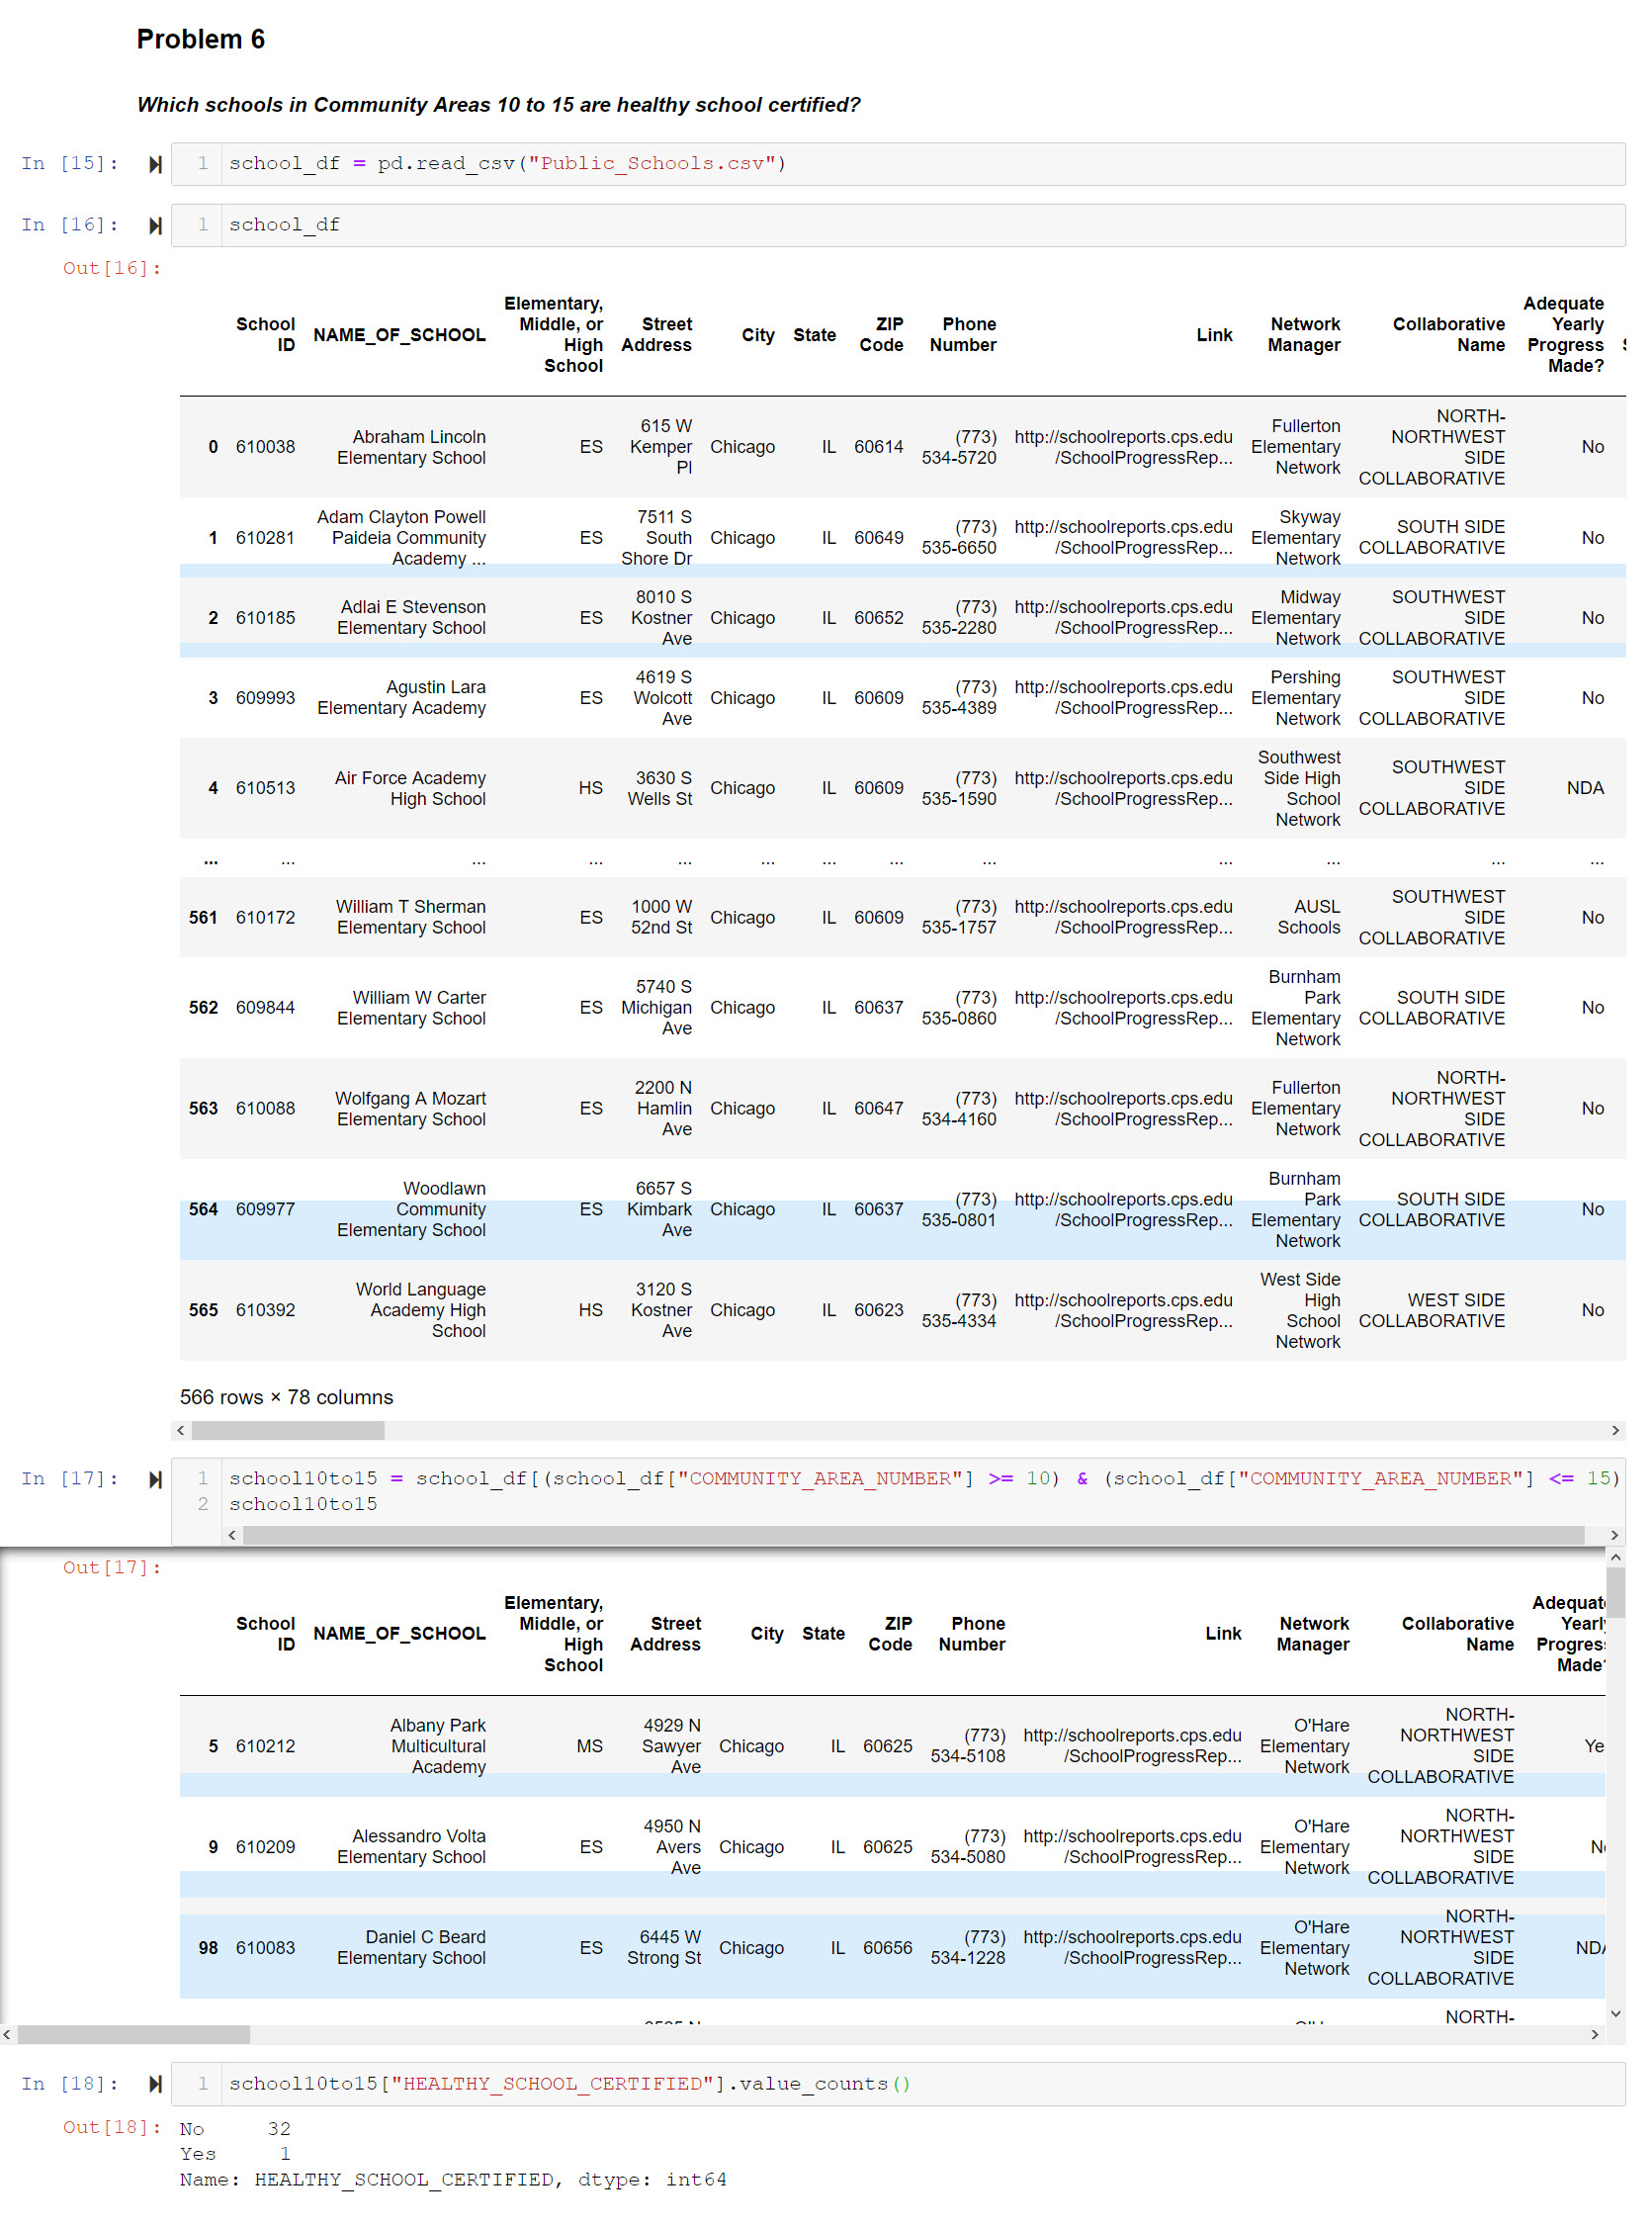 Problem 6
Which schools in Community Areas 10 to 15 are healthy school certified?
In [15]: 1 school_df = pd.read_csv("Public_Schools.csv")
In [16]: 1 school_df
Out[16]:
School ID NAME_OF_SCHOOL Elementary, Middle, or High School Street Address City State ZIP Code Phone Number Link Network Manager Collaborative Name Adequate Yearly Progress Made?
0 610038 Abraham Lincoln Elementary School ES 615 W Kemper Pl Chicago IL 60614 (773) 534-5720 http://schoolreports.cps.edu/SchoolProgressRep... Fullerton Elementary Network NORTH-NORTHWEST SIDE COLLABORATIVE No
1 610281 Adam Clayton Powell Paideia Community Academy ... ES 7511 S South Shore Dr Chicago IL 60649 (773) 535-6650 http://schoolreports.cps.edu/SchoolProgressRep... Skyway Elementary Network SOUTH SIDE COLLABORATIVE No
2 610185 Adlai E Stevenson Elementary School ES 8010 S Kostner Ave Chicago IL 60652 (773) 535-2280 http://schoolreports.cps.edu/SchoolProgressRep... Midway Elementary Network SOUTHWEST SIDE COLLABORATIVE No
3 609993 Agustin Lara Elementary Academy ES 4619 S Wolcott Ave Chicago IL 60609 (773) 535-4389 http://schoolreports.cps.edu/SchoolProgressRep... Pershing Elementary Network SOUTHWEST SIDE COLLABORATIVE No
4 610513 Air Force Academy High School HS 3630 S Wells St Chicago IL 60609 (773) 535-1590 http://schoolreports.cps.edu/SchoolProgressRep... Southwest Side High School Network SOUTHWEST SIDE COLLABORATIVE NDA
... ... ... ... ... ... ... ... ... ... ... ... ...
561 610172 William T Sherman Elementary School ES 1000 W 52nd St Chicago IL 60609 (773) 535-1757 http://schoolreports.cps.edu/SchoolProgressRep... AUSL Schools SOUTHWEST SIDE COLLABORATIVE No
562 609844 William W Carter Elementary School ES 5740 S Michigan Ave Chicago IL 60637 (773) 535-0860 http://schoolreports.cps.edu/SchoolProgressRep... Burnham Park Elementary Network SOUTH SIDE COLLABORATIVE No
563 610088 Wolfgang A Mozart Elementary School ES 2200 N Hamlin Ave Chicago IL 60647 (773) 534-4160 http://schoolreports.cps.edu/SchoolProgressRep... Fullerton Elementary Network NORTH-NORTHWEST SIDE COLLABORATIVE No
564 609977 Woodlawn Community Elementary School ES 6657 S Kimbark Ave Chicago IL 60637 (773) 535-0801 http://schoolreports.cps.edu/SchoolProgressRep... Burnham Park Elementary Network SOUTH SIDE COLLABORATIVE No
565 610392 World Language Academy High School HS 3120 S Kostner Ave Chicago IL 60623 (773) 535-4334 http://schoolreports.cps.edu/SchoolProgressRep... West Side High School Network WEST SIDE COLLABORATIVE No
566 rows × 78 columns
In [17]: 1 school10to15 = school_df[(school_df["COMMUNITY_AREA_NUMBER"] >= 10) & (school_df["COMMUNITY_AREA_NUMBER"] <= 15)
2 school10to15
Out[17]:
School ID NAME_OF_SCHOOL Elementary, Middle, or High School Street Address City State ZIP Code Phone Number Link Network Manager Collaborative Name Adequat Yearly Progress Made?
5 610212 Albany Park Multicultural Academy MS 4929 N Sawyer Ave Chicago IL 60625 (773) 534-5108 http://schoolreports.cps.edu/SchoolProgressRep... O'Hare Elementary Network NORTH-NORTHWEST SIDE COLLABORATIVE Ye
9 610209 Alessandro Volta Elementary School ES 4950 N Avers Ave Chicago IL 60625 (773) 534-5080 http://schoolreports.cps.edu/SchoolProgressRep... O'Hare Elementary Network NORTH-NORTHWEST SIDE COLLABORATIVE No
98 610083 Daniel C Beard Elementary School ES 6445 W Strong St Chicago IL 60656 (773) 534-1228 http://schoolreports.cps.edu/SchoolProgressRep... O'Hare Elementary Network NORTH-NORTHWEST SIDE COLLABORATIVE NDA
NORTH-
In [18]: 1 school10to15["HEALTHY_SCHOOL_CERTIFIED"].value_counts()
Out[18]: No 32
Yes 1
Name: HEALTHY_SCHOOL_CERTIFIED, dtype: int64